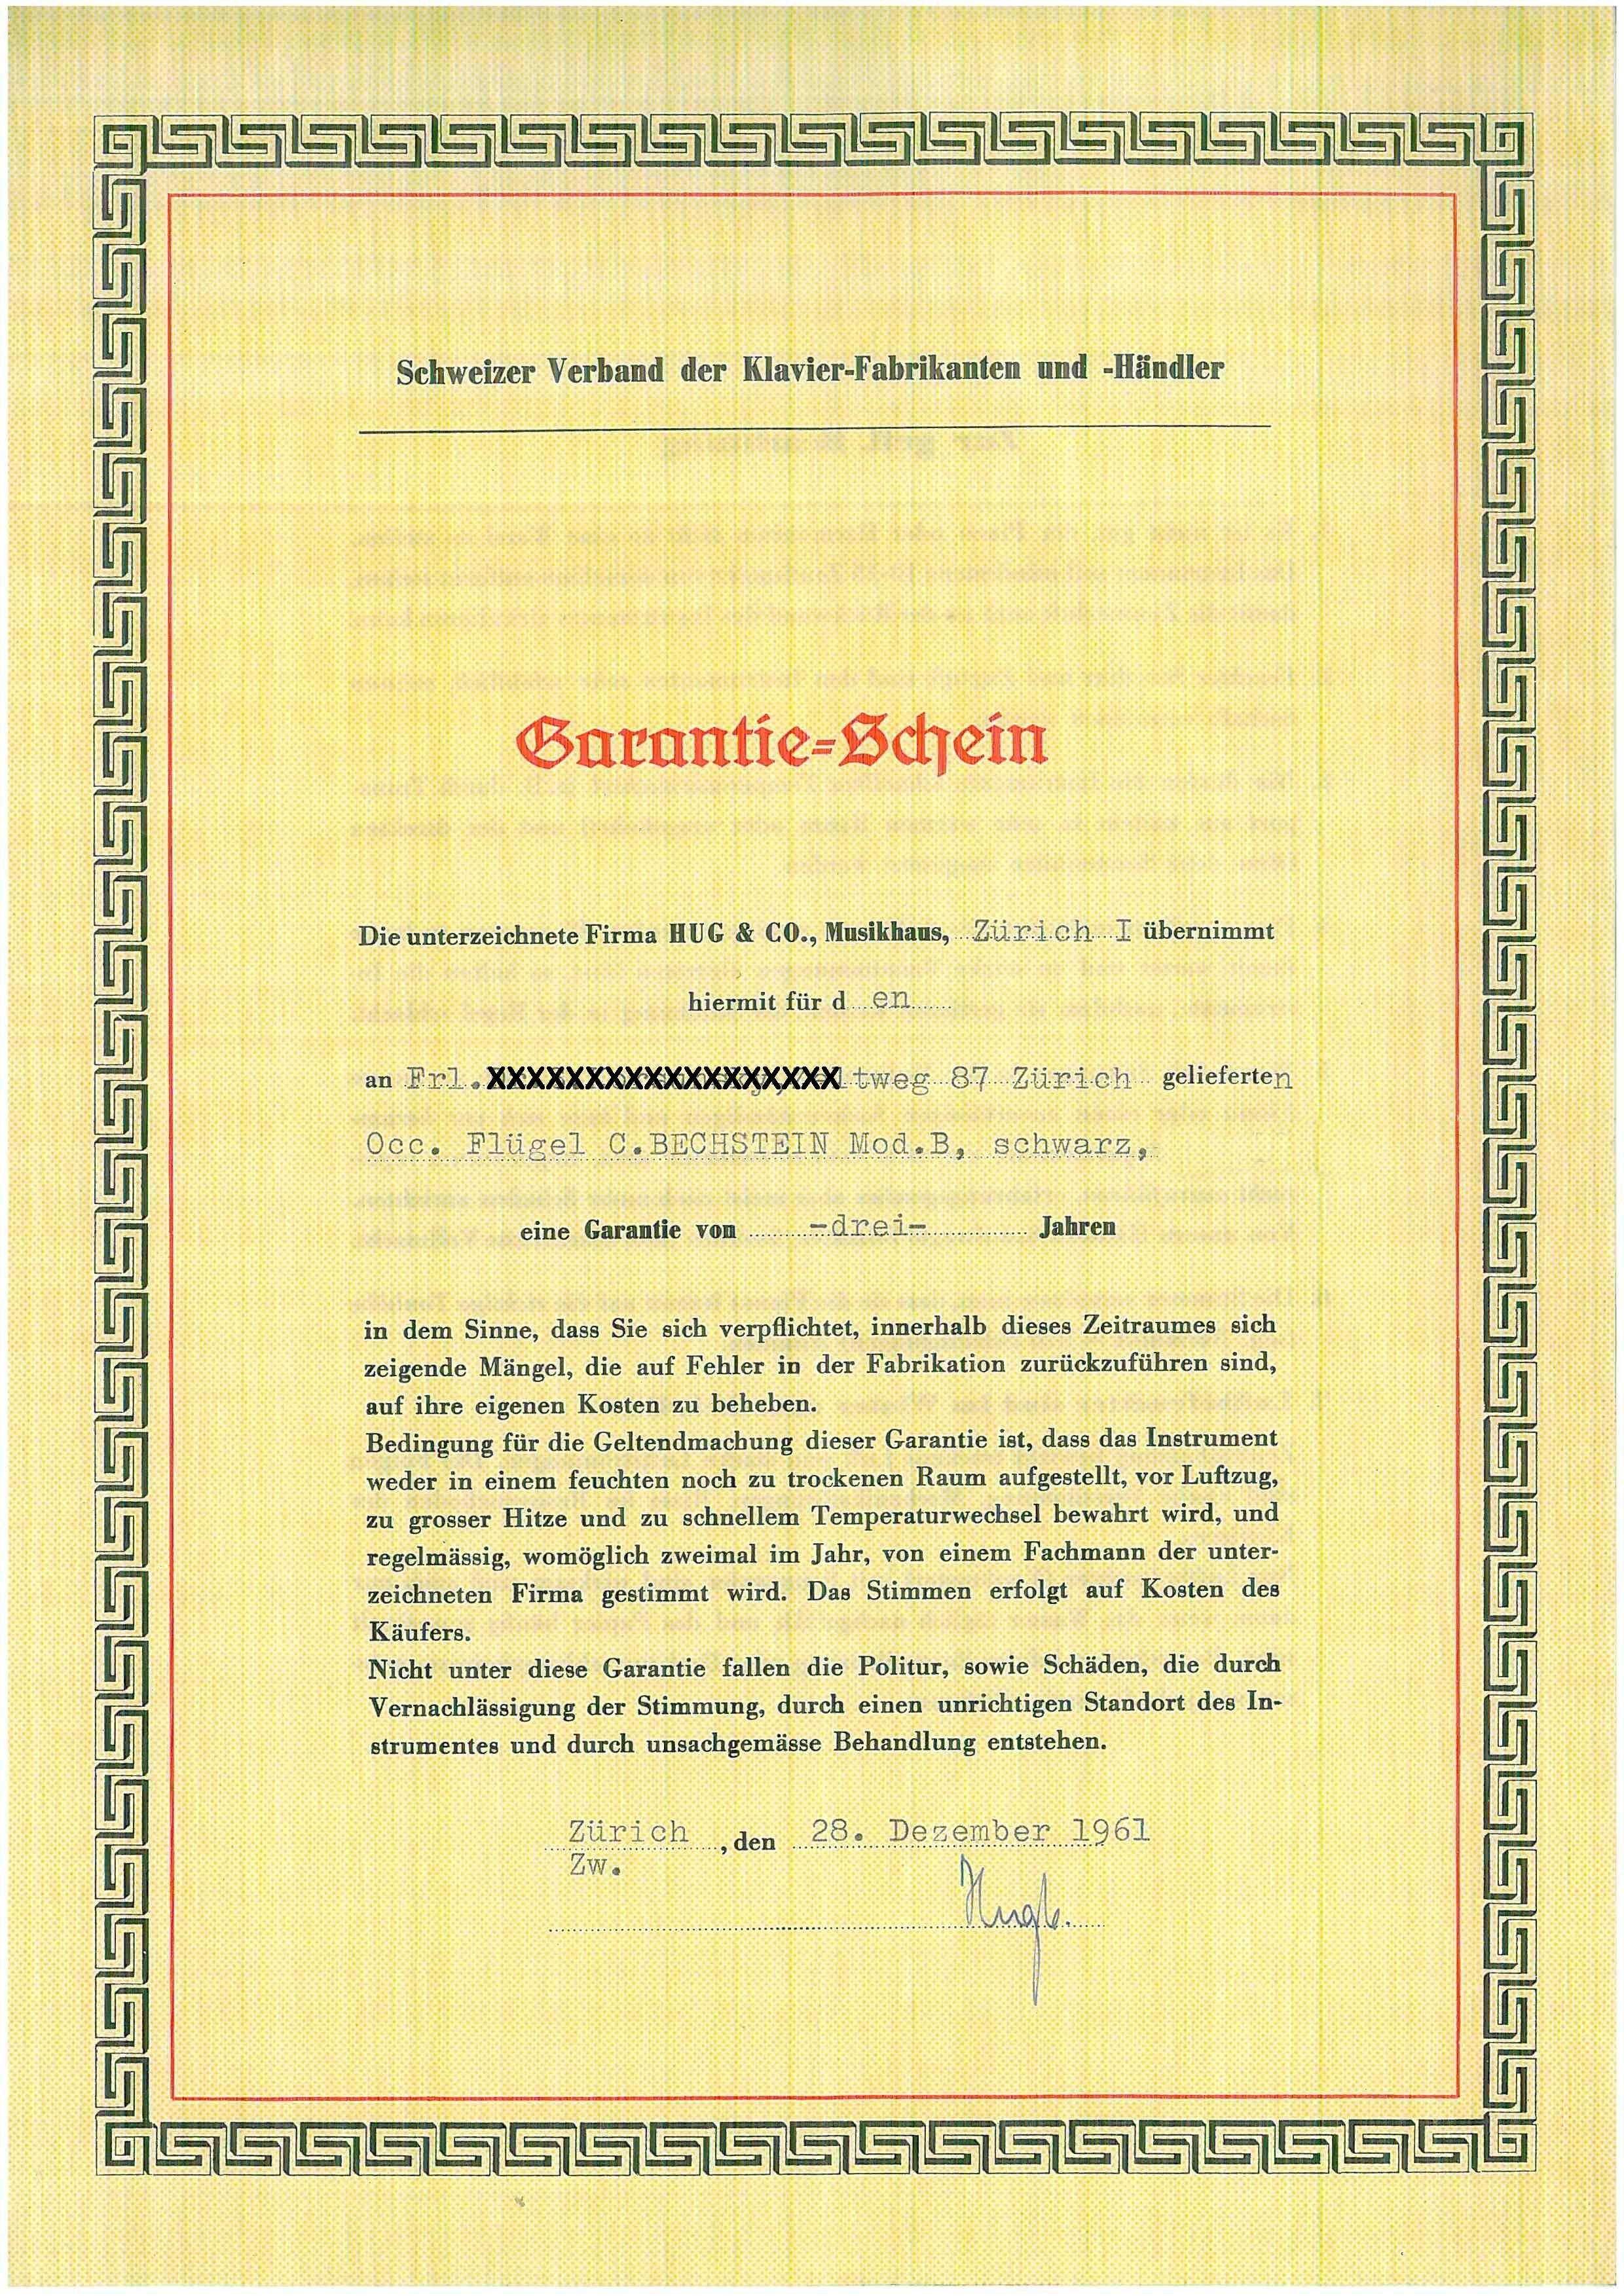 Schweizer Verband der Klavier-Fabrikanten und -Händler
Garantie-Schein
Die unterzeichnete Firma HUG & CO., Musikhaus, Zürich I übernimmt
hiermit für d en
an Frl. XXXXXXXXXXXXXXXXXX tweg 87 Zürich gelieferten
Occ. Flügel C.BECHSTEIN Mod.B, schwarz,
eine Garantie von -drei- Jahren
in dem Sinne, dass Sie sich verpflichtet, innerhalb dieses Zeitraumes sich
zeigende Mängel, die auf Fehler in der Fabrikation zurückzuführen sind,
auf ihre eigenen Kosten zu beheben.
Bedingung für die Geltendmachung dieser Garantie ist, dass das Instrument
weder in einem feuchten noch zu trockenen Raum aufgestellt, vor Luftzug,
zu grosser Hitze und zu schnellem Temperaturwechsel bewahrt wird, und
regelmässig, womöglich zweimal im Jahr, von einem Fachmann der unter-
zeichneten Firma gestimmt wird. Das Stimmen erfolgt auf Kosten des
Käufers.
Nicht unter diese Garantie fallen die Politur, sowie Schäden, die durch
Vernachlässigung der Stimmung, durch einen unrichtigen Standort des In-
strumentes und durch unsachgemässe Behandlung entstehen.
Zürich, den 28. Dezember 1961
Zw.